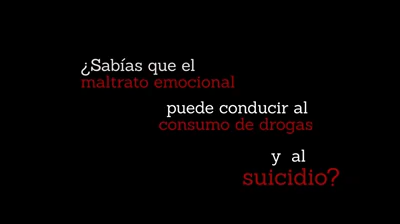 ¿Sabías que el
maltrato emocional
puede conducir al
consumo de drogas
y al
suicidio?